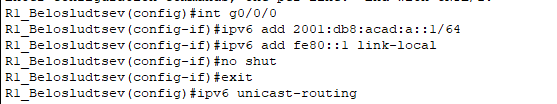 R1_Belosludtsev(config)#int g0/0/0
R1_Belosludtsev(config-if)#ipv6 add 2001:db8:acad:a::1/64
R1_Belosludtsev(config-if)#ipv6 add fe80::1 link-local
R1_Belosludtsev(config-if)#no shut
R1_Belosludtsev(config-if)#exit
R1_Belosludtsev(config)#ipv6 unicast-routing